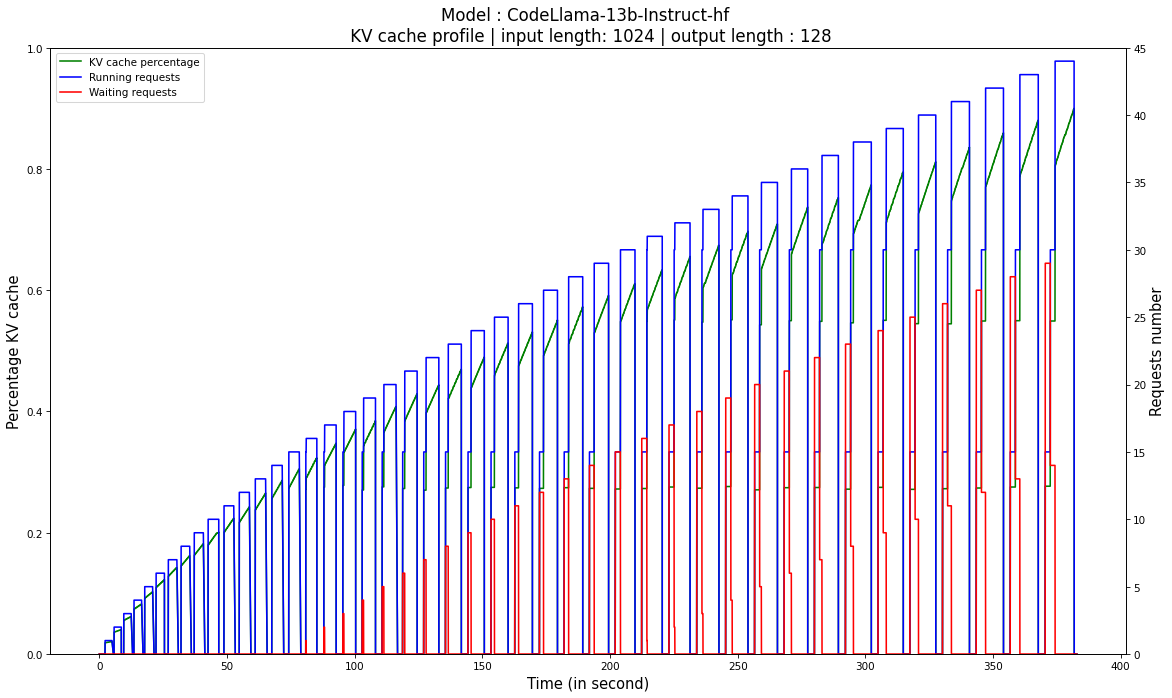 Model : CodeLlama-13b-Instruct-hf
KV cache profile | input length: 1024 | output length : 128
KV cache percentage
Running requests
Waiting requests
1.0
0.8
0.6
0.4
0.2
0.0
Percentage KV cache
45
40
35
30
25
20
15
10
5
0
Requests number
0 50 100 150 200 250 300 350 400
Time (in second)